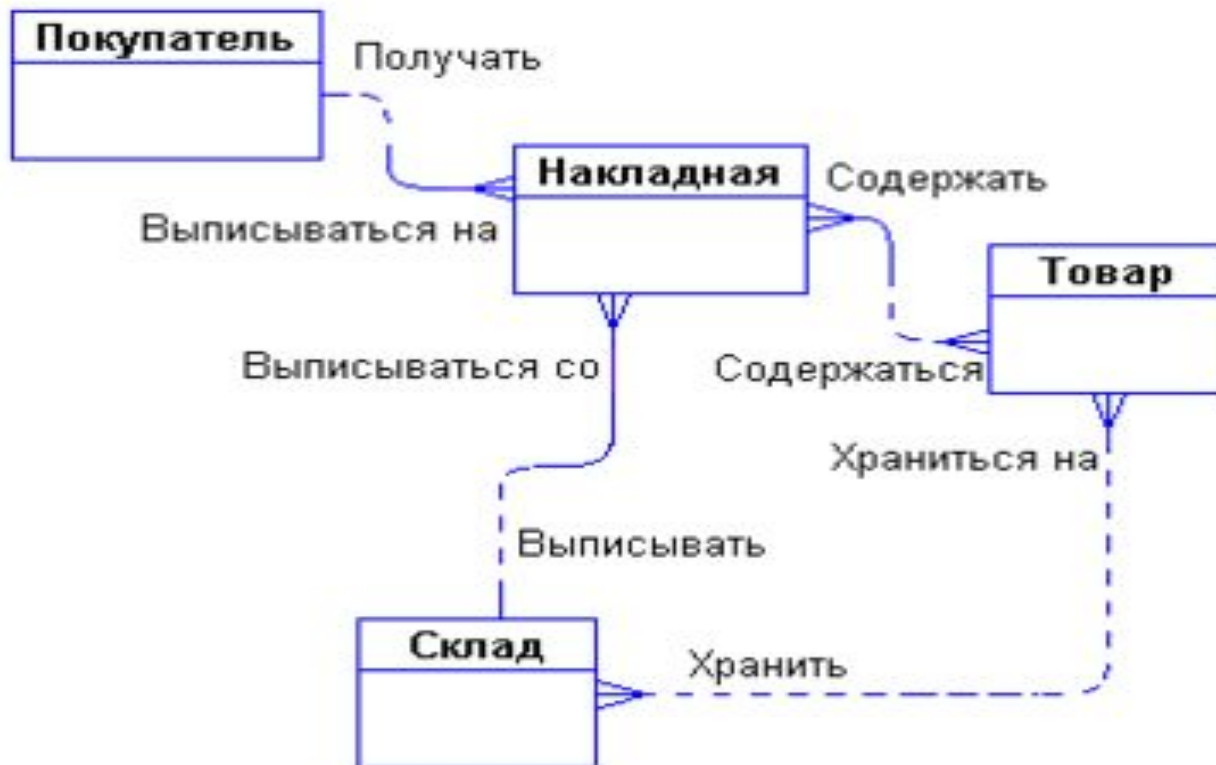 Покупатель
Получать
Накладная
Содержать
Выписываться на
Товар
Выписываться со
Содержаться
Храниться на
Выписывать
Склад
Хранить